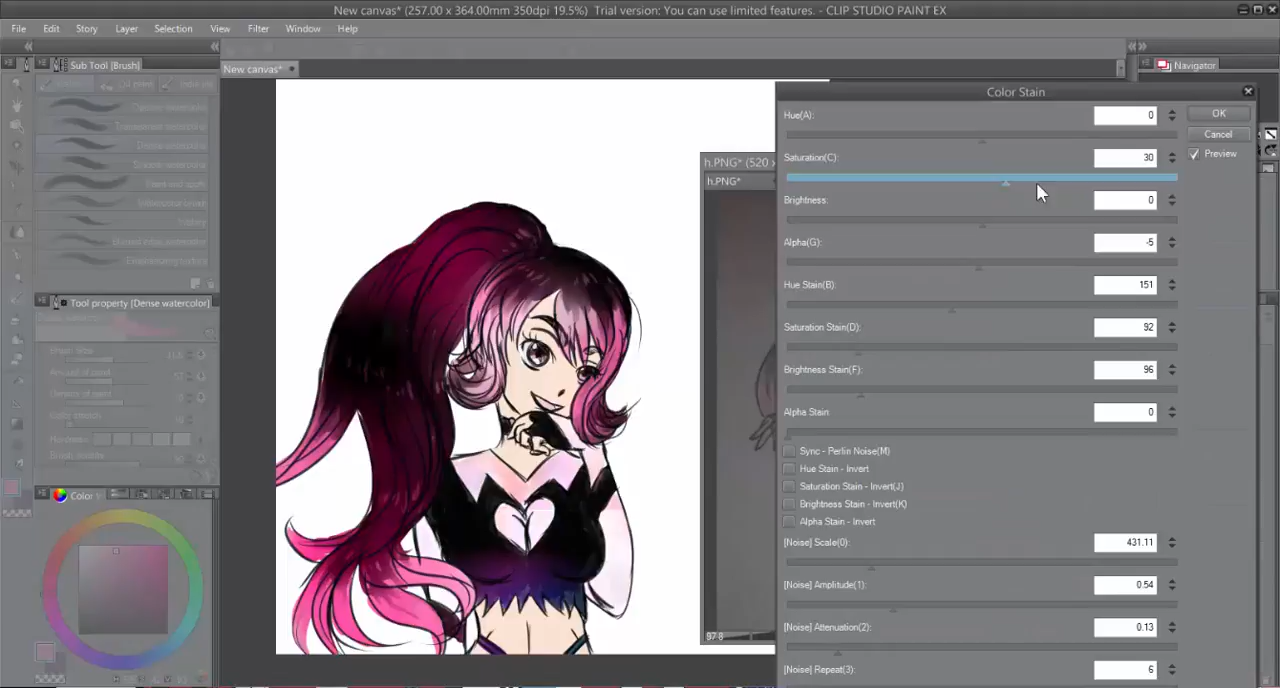 New canvas* (257.00 x 364.00mm 350dpi 19.5%) Trial version: You can use limited features. - CLIP STUDIO PAINT EX
File Edit Story Layer Selection View Filter Window Help
Sub Tool [Brush]
New canvas*
Navigator
Color Stain
Hue(A): 0
OK
Cancel
Preview
Saturation(C): 30
Brightness: 0
Alpha(G): -5
Hue Stain(B): 151
Saturation Stain(D): 92
Brightness Stain(F): 96
Alpha Stain: 0
Sync - Perlin Noise(M)
Hue Stain - Invert
Saturation Stain - Invert(J)
Brightness Stain - Invert(K)
Alpha Stain - Invert
[Noise] Scale(0): 431.11
[Noise] Amplitude(1): 0.54
[Noise] Attenuation(2): 0.13
[Noise] Repeat(3): 6
h.PNG* (520 x
h.PNG*
97.8
Tool property [Dense watercolor]
Color